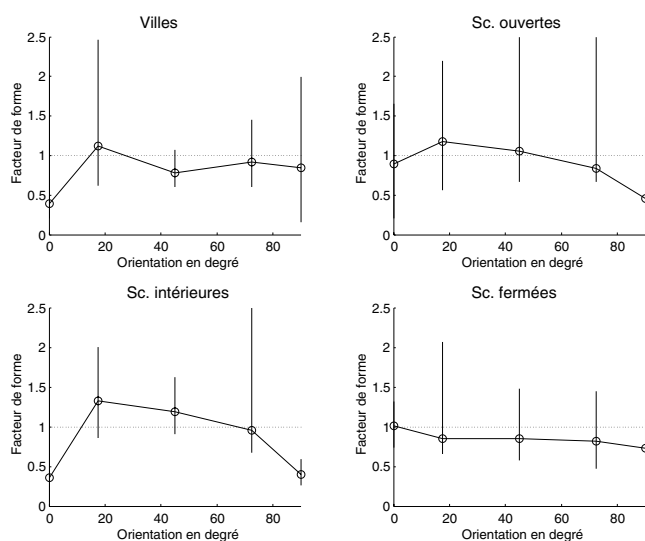 Villes
2.5
2
1.5
1
0.5
0
Facteur de forme
0 20 40 60 80
Orientation en degré
Sc. ouvertes
2.5
2
1.5
1
0.5
0
Facteur de forme
0 20 40 60 80
Orientation en degré
Sc. intérieures
2.5
2
1.5
1
0.5
0
Facteur de forme
0 20 40 60 80
Orientation en degré
Sc. fermées
2.5
2
1.5
1
0.5
0
Facteur de forme
0 20 40 60 80
Orientation en degré